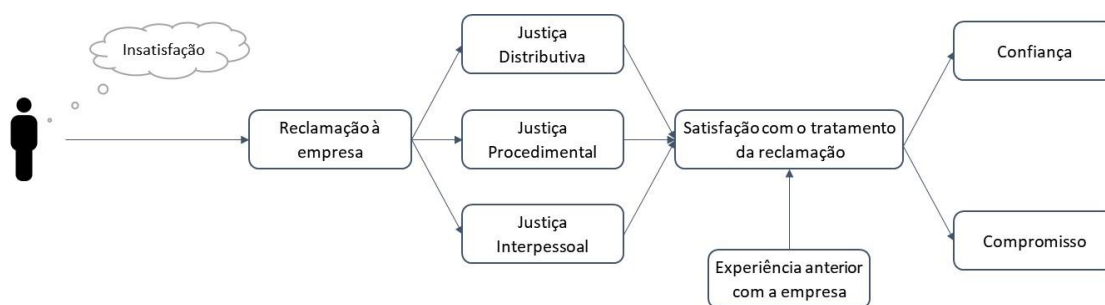 Insatisfação
Reclamação à
empresa
Justiça
Distributiva
Justiça
Procedimental
Justiça
Interpessoal
Satisfação com o tratamento
da reclamação
Experiência anterior
com a empresa
Confiança
Compromisso